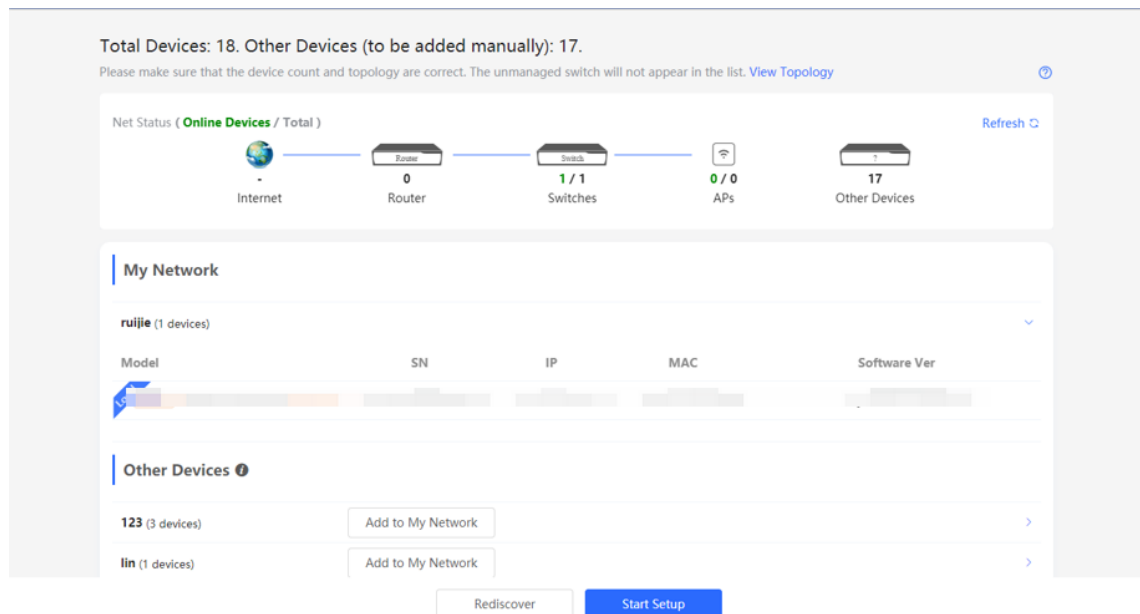 Total Devices: 18. Other Devices (to be added manually): 17.
Please make sure that the device count and topology are correct. The unmanaged switch will not appear in the list. View Topology
Net Status ( Online Devices / Total )
Refresh
Router
Switch
?
-
0
1 / 1
0 / 0
17
Internet
Router
Switches
APs
Other Devices
My Network
ruijie (1 devices)
Model SN IP MAC Software Ver
Other Devices
123 (3 devices) Add to My Network
lin (1 devices) Add to My Network
Rediscover Start Setup